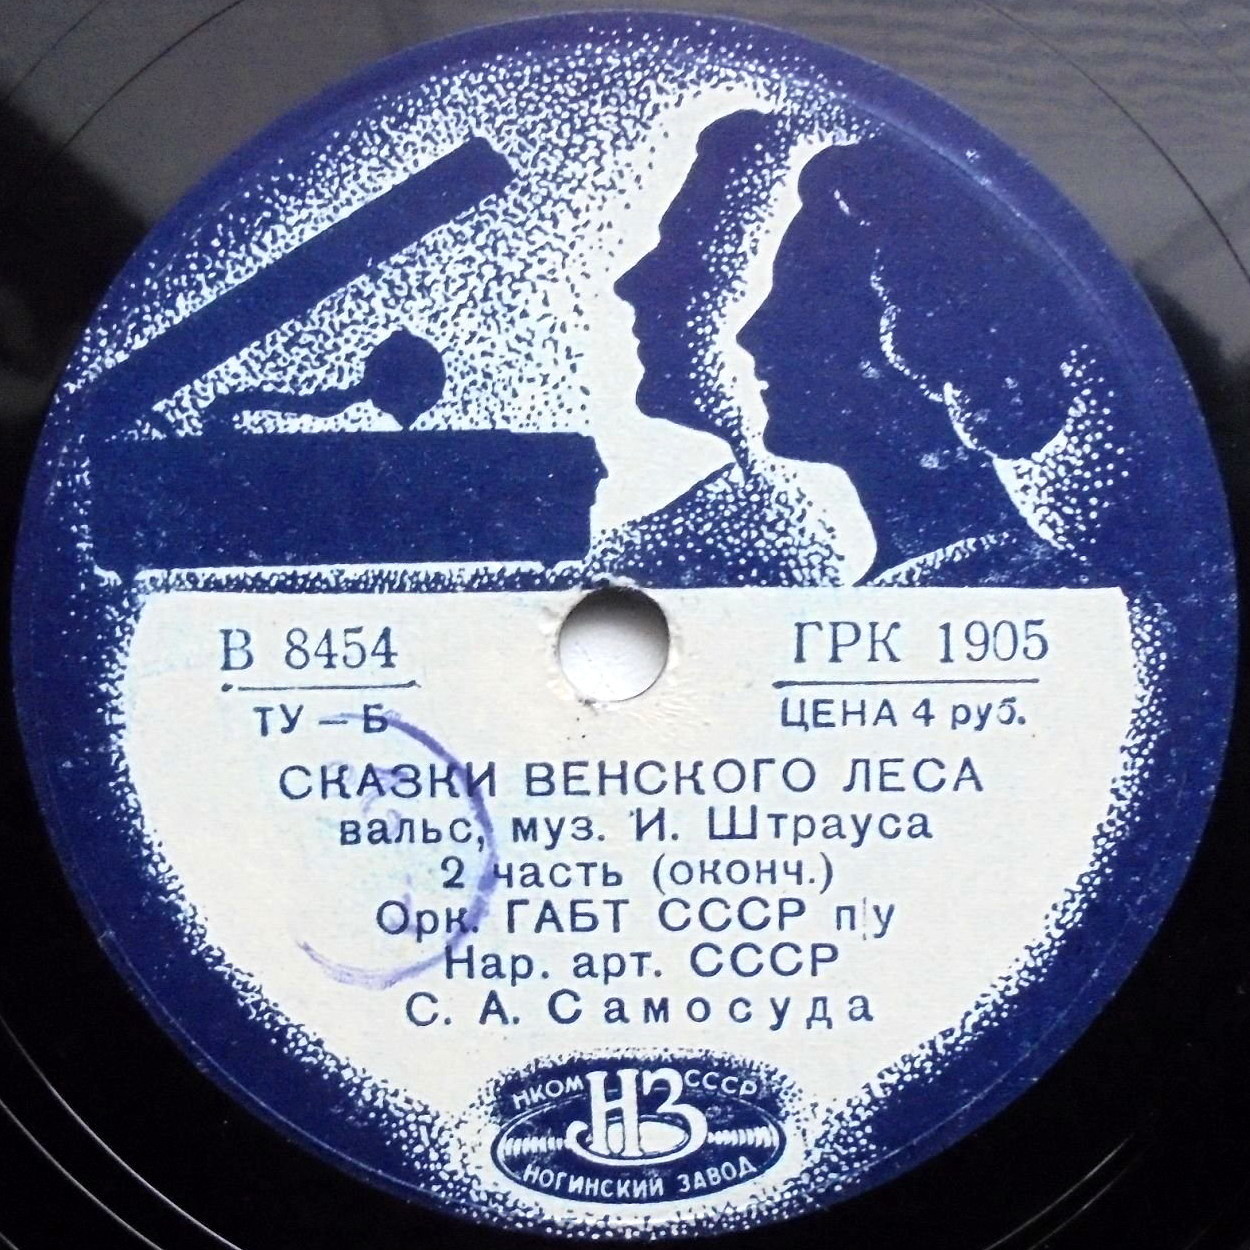 В 8454
ГРК 1905
ТУ – Б
ЦЕНА 4 руб.
СКАЗКИ ВЕНСКОГО ЛЕСА
вальс, муз. И. Штрауса
2 часть (оконч.)
Орк. ГАБТ СССР п/у
Нар. арт. СССР
С. А. Самосуда
НКОМ НЗ СССР
НОГИНСКИЙ ЗАВОД